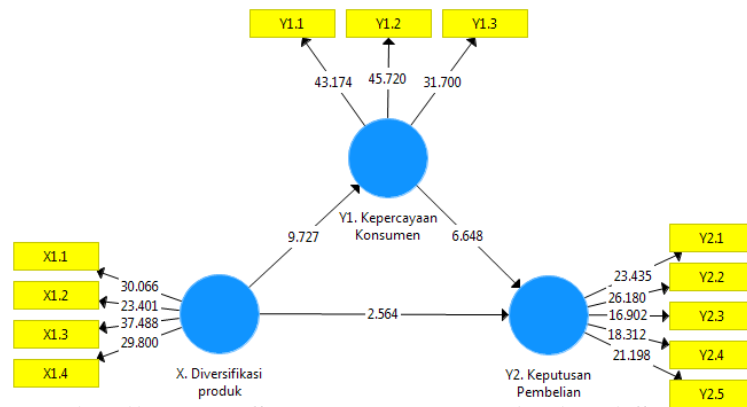 Y1.1
Y1.2
Y1.3
43.174
45.720
31.700
Y1. Kepercayaan
Konsumen
9.727
6.648
X1.1
X1.2
X1.3
X1.4
30.066
23.401
37.488
29.800
X. Diversifikasi
produk
2.564
Y2. Keputusan
Pembelian
23.435
26.180
16.902
18.312
21.198
Y2.1
Y2.2
Y2.3
Y2.4
Y2.5